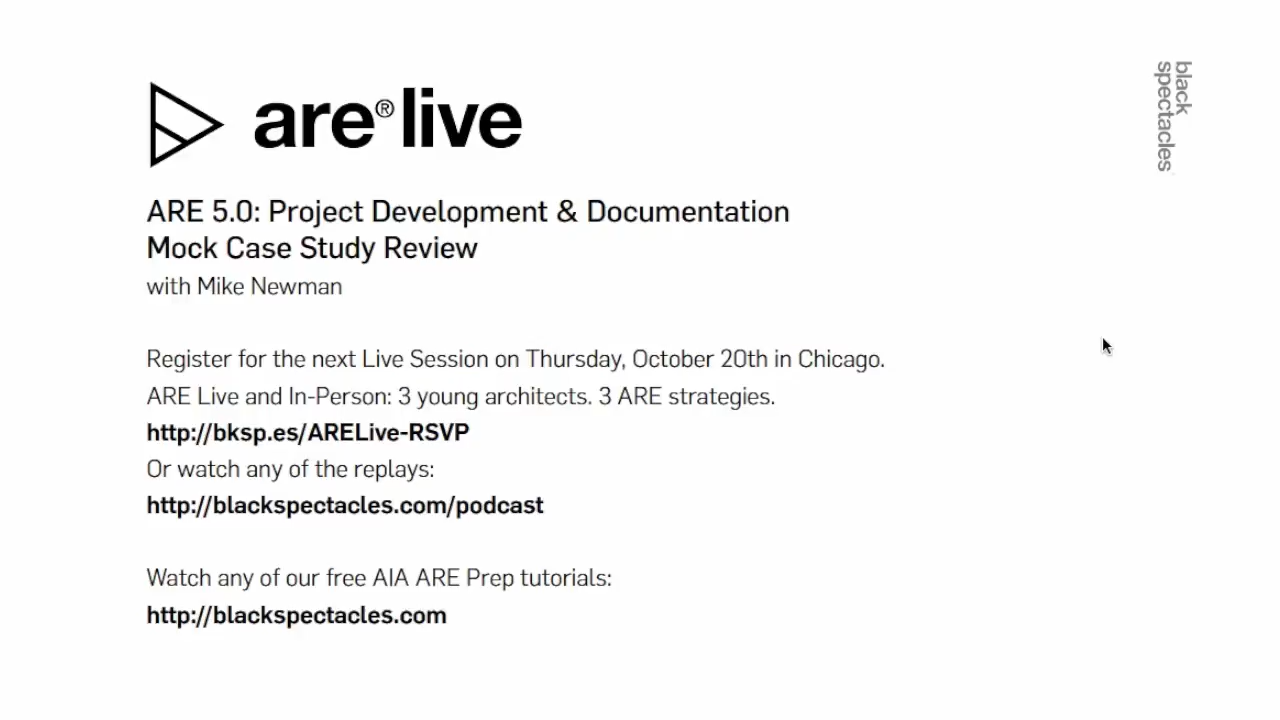 are® live
black
spectacles
ARE 5.0: Project Development & Documentation
Mock Case Study Review
with Mike Newman
Register for the next Live Session on Thursday, October 20th in Chicago.
ARE Live and In-Person: 3 young architects. 3 ARE strategies.
http://bksp.es/ARELive-RSVP
Or watch any of the replays:
http://blackspectacles.com/podcast
Watch any of our free AIA ARE Prep tutorials:
http://blackspectacles.com